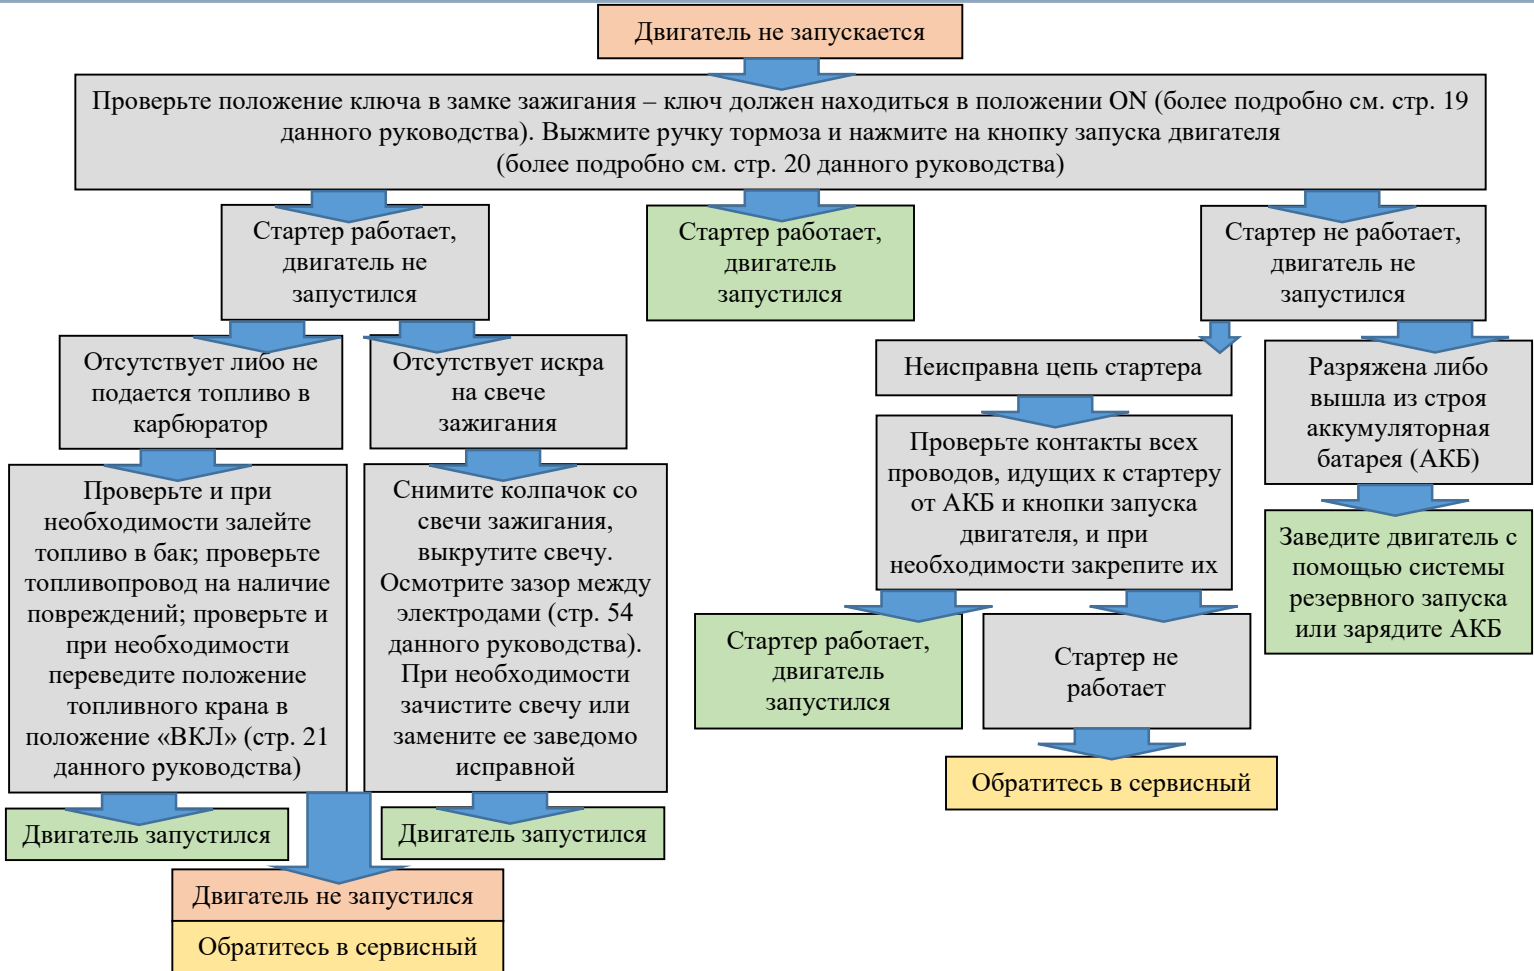 Двигатель не запускается
Проверьте положение ключа в замке зажигания – ключ должен находиться в положении ON (более подробно см. стр. 19
данного руководства). Выжмите ручку тормоза и нажмите на кнопку запуска двигателя
(более подробно см. стр. 20 данного руководства)
Стартер работает,
двигатель не
запустился
Стартер работает,
двигатель
запустился
Стартер не работает,
двигатель не
запустился
Отсутствует либо не
подается топливо в
карбюратор
Отсутствует искра
на свече
зажигания
Неисправна цепь стартера
Разряжена либо
вышла из строя
аккумуляторная
батарея (АКБ)
Проверьте и при
необходимости залейте
топливо в бак; проверьте
топливопровод на наличие
повреждений; проверьте и
при необходимости
переведите положение
топливного крана в
положение «ВКЛ» (стр. 21
данного руководства)
Снимите колпачок со
свечи зажигания,
выкрутите свечу.
Осмотрите зазор между
электродами (стр. 54
данного руководства).
При необходимости
зачистите свечу или
замените ее заведомо
исправной
Проверьте контакты всех
проводов, идущих к стартеру
от АКБ и кнопки запуска
двигателя, и при
необходимости закрепите их
Заведите двигатель с
помощью системы
резервного запуска
или зарядите АКБ
Стартер работает,
двигатель
запустился
Стартер не
работает
Обратитесь в сервисный
Двигатель запустился
Двигатель запустился
Двигатель не запустился
Обратитесь в сервисный